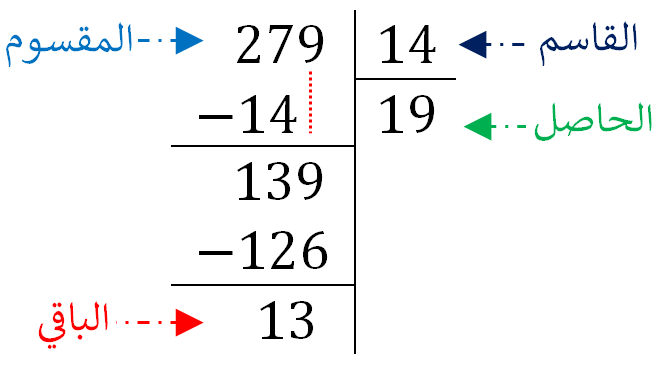 المقسوم 279 14 القاسم
−14 19 الحاصل
139
−126
الباقي 13